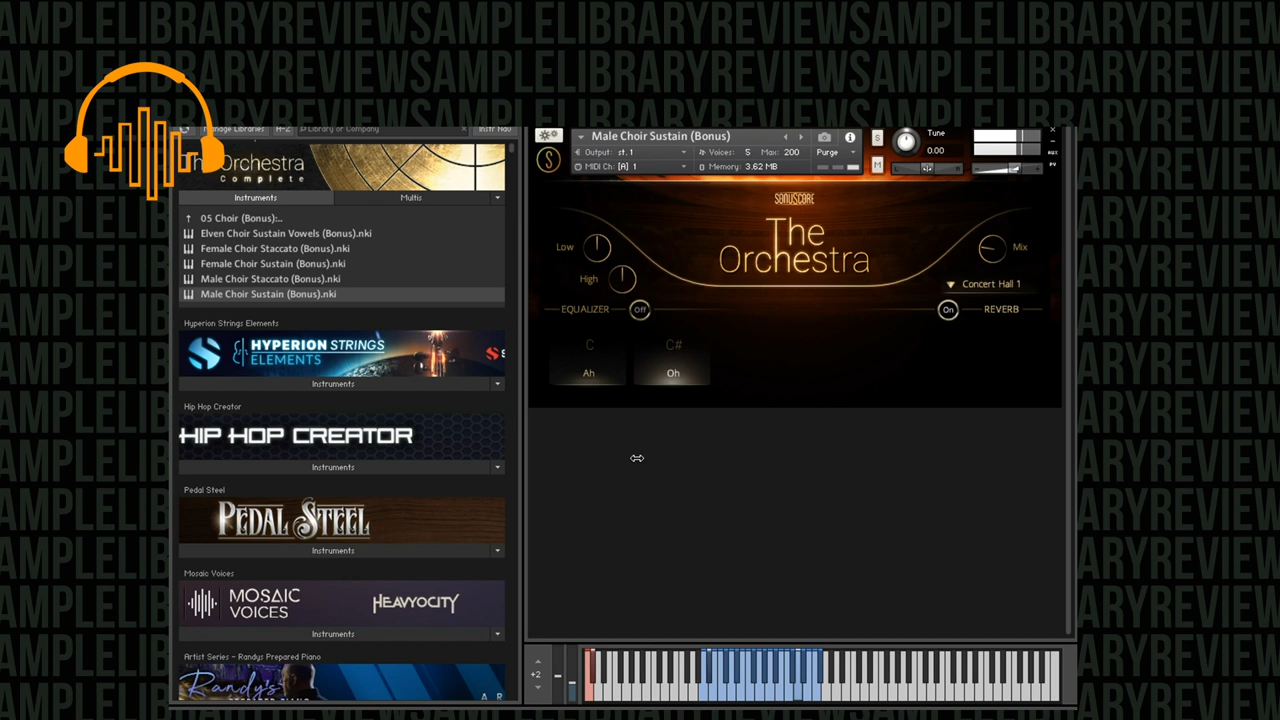 SAMPLELIBRARYREVIEWSAMPLELIBRARYREVIEW
Manage Libraries
A-Z
Library or Company
Instr Nav
The Orchestra
Complete
Instruments
Multis
05 Choir (Bonus):..
Elven Choir Sustain Vowels (Bonus).nki
Female Choir Staccato (Bonus).nki
Female Choir Sustain (Bonus).nki
Male Choir Staccato (Bonus).nki
Male Choir Sustain (Bonus).nki
Hyperion Strings Elements
HYPERION STRINGS
ELEMENTS
Instruments
Hip Hop Creator
HIP HOP CREATOR
Instruments
Pedal Steel
PEDAL STEEL
Instruments
Mosaic Voices
MOSAIC
VOICES
HEAVYOCITY
Instruments
Artist Series - Randys Prepared Piano
Randy's
Male Choir Sustain (Bonus)
Output: st. 1
Voices: 5 Max: 200
Purge
MIDI Ch: [A] 1
Memory: 3.62 MB
S
M
Tune
0.00
L
R
AUX
PV
SONUSCORE
The
Orchestra
Low
High
EQUALIZER
Off
Mix
Concert Hall 1
On
REVERB
C
Ah
C#
Oh
+2